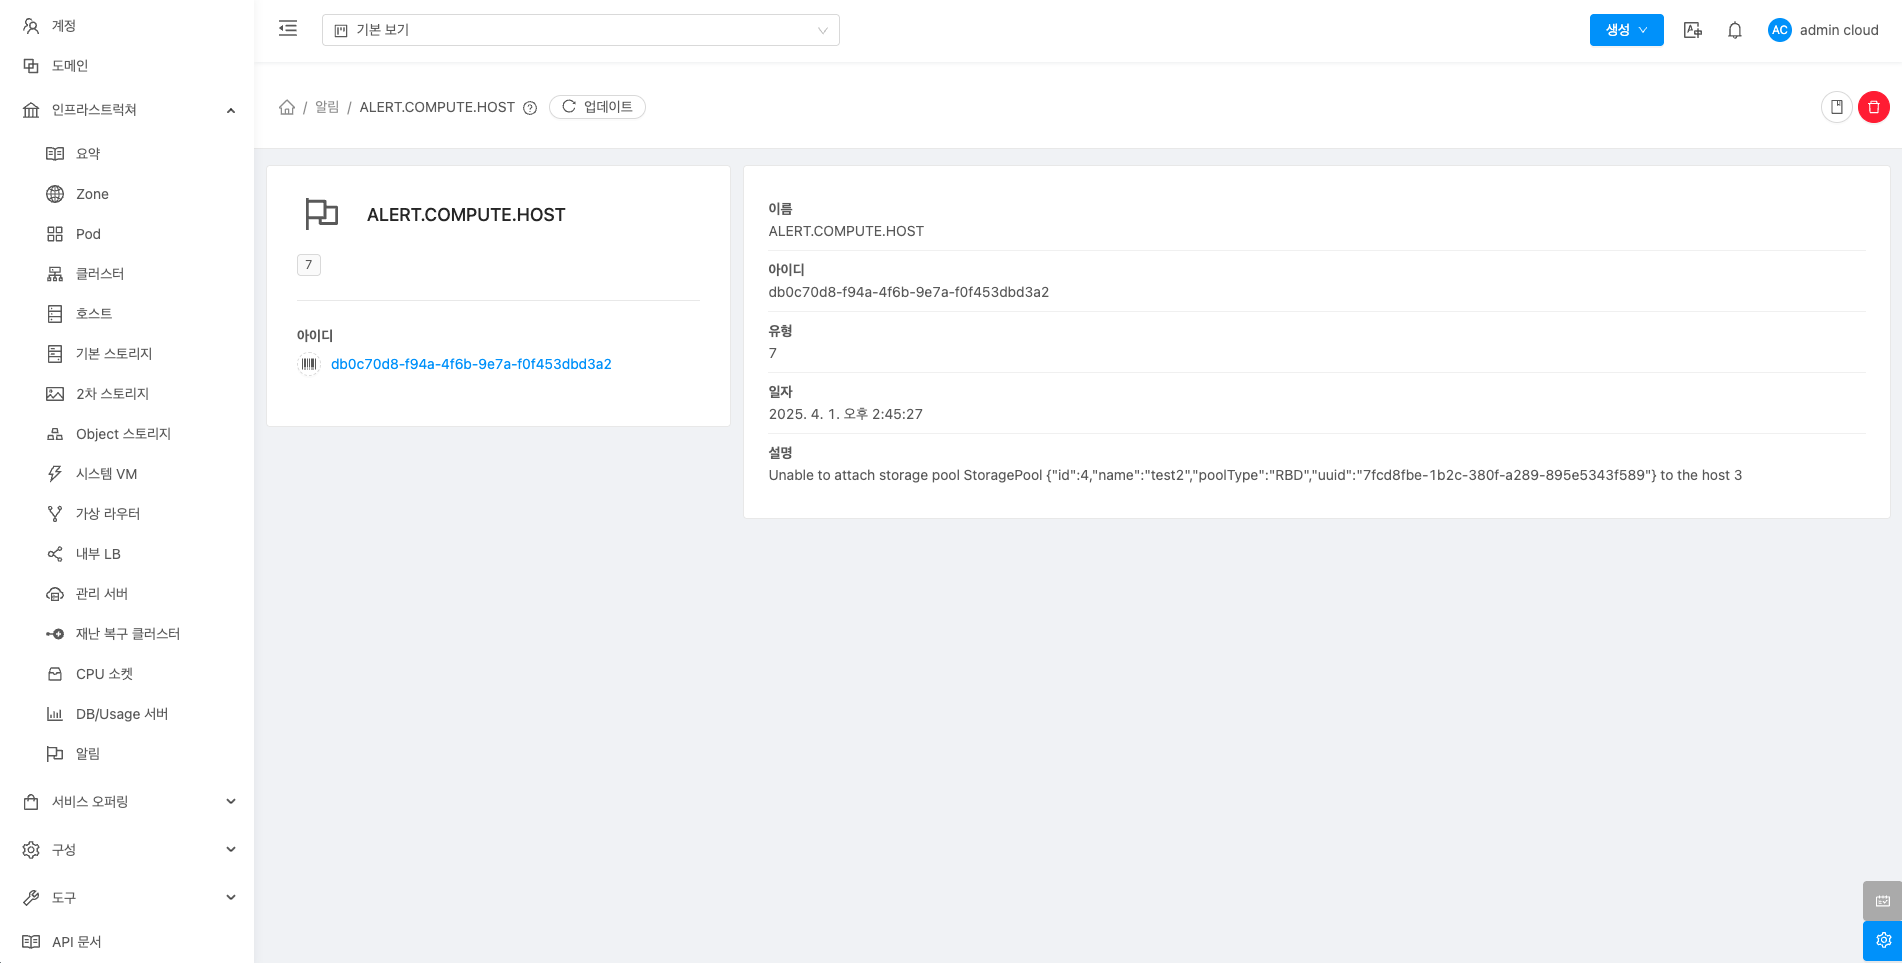 계정
도메인
인프라스트럭쳐
요약
Zone
Pod
클러스터
호스트
기본 스토리지
2차 스토리지
Object 스토리지
시스템 VM
가상 라우터
내부 LB
관리 서버
재난 복구 클러스터
CPU 소켓
DB/Usage 서버
알림
서비스 오퍼링
구성
도구
API 문서
기본 보기
생성
AC admin cloud
/ 알림 / ALERT.COMPUTE.HOST 업데이트
ALERT.COMPUTE.HOST
7
아이디
db0c70d8-f94a-4f6b-9e7a-f0f453dbd3a2
이름
ALERT.COMPUTE.HOST
아이디
db0c70d8-f94a-4f6b-9e7a-f0f453dbd3a2
유형
7
일자
2025. 4. 1. 오후 2:45:27
설명
Unable to attach storage pool StoragePool {"id":4,"name":"test2","poolType":"RBD","uuid":"7fcd8fbe-1b2c-380f-a289-895e5343f589"} to the host 3